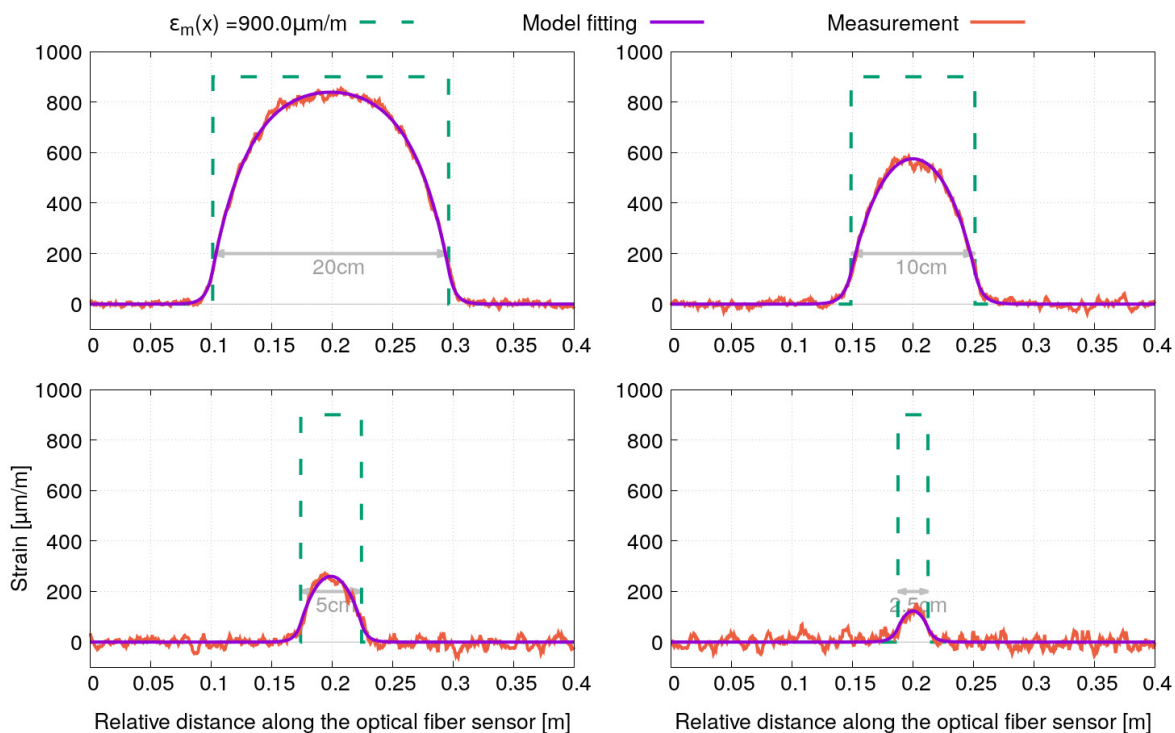 εm(x) =900.0μm/m Model fitting Measurement
1000 1000
800 800
600 600
400 400
200 200
20cm 10cm
0 0
0 0.05 0.1 0.15 0.2 0.25 0.3 0.35 0.4 0 0.05 0.1 0.15 0.2 0.25 0.3 0.35 0.4
1000 1000
800 800
600 600
Strain [μm/m]
400 400
200 200
5cm 2.5cm
0 0
0 0.05 0.1 0.15 0.2 0.25 0.3 0.35 0.4 0 0.05 0.1 0.15 0.2 0.25 0.3 0.35 0.4
Relative distance along the optical fiber sensor [m] Relative distance along the optical fiber sensor [m]